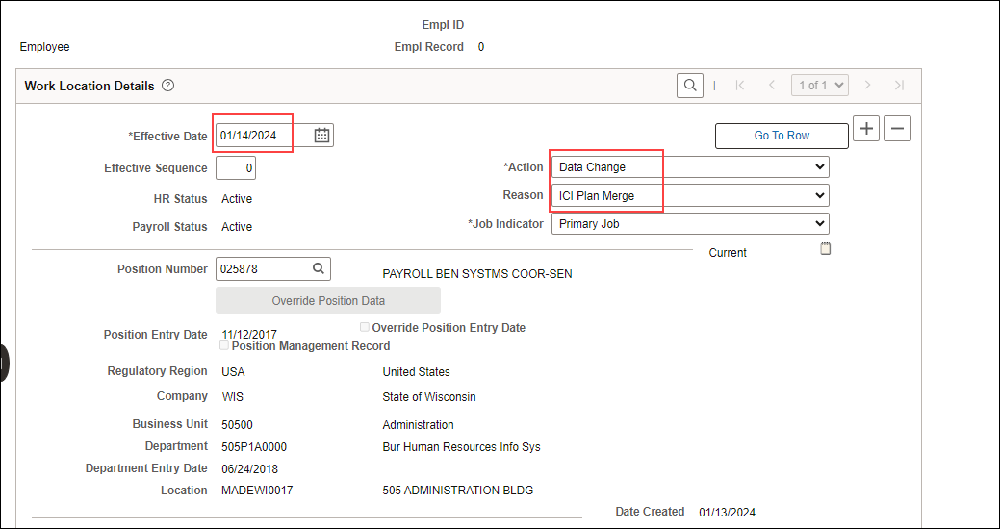 Empl ID
Employee Empl Record 0
Work Location Details ? | 1 of 1
*Effective Date 01/14/2024 Go To Row
Effective Sequence 0 *Action Data Change
HR Status Active Reason ICI Plan Merge
Payroll Status Active *Job Indicator Primary Job
Current
Position Number 025878 PAYROLL BEN SYSTMS COOR-SEN
Override Position Data
Position Entry Date 11/12/2017 Override Position Entry Date
Position Management Record
Regulatory Region USA United States
Company WIS State of Wisconsin
Business Unit 50500 Administration
Department 505P1A0000 Bur Human Resources Info Sys
Department Entry Date 06/24/2018
Location MADEWI0017 505 ADMINISTRATION BLDG
Date Created 01/13/2024